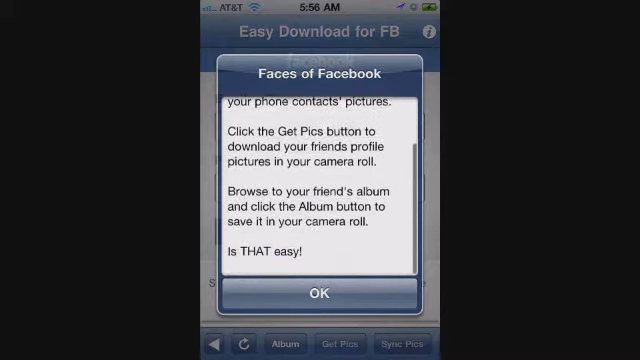 AT&T 5:56 AM
Easy Download for FB
facebook
Faces of Facebook
your phone contacts' pictures.
Click the Get Pics button to
download your friends profile
pictures in your camera roll.
Browse to your friend's album
and click the Album button to
save it in your camera roll.
Is THAT easy!
OK
Album Get Pics Sync Pics